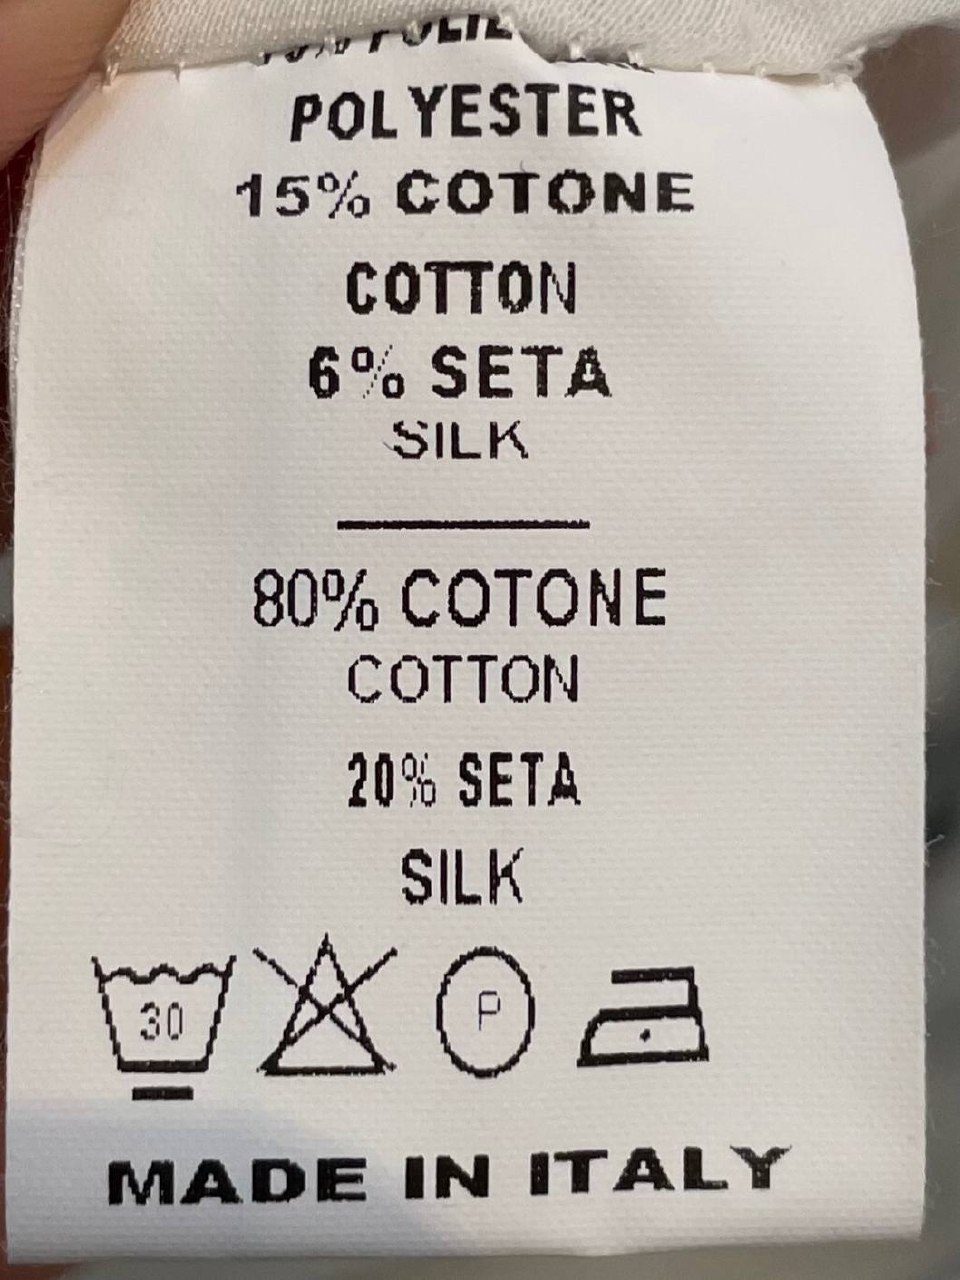 POLYESTER
15% COTONE
COTTON
6% SETA
SILK
80% COTONE
COTTON
20% SETA
SILK
30 P
MADE IN ITALY